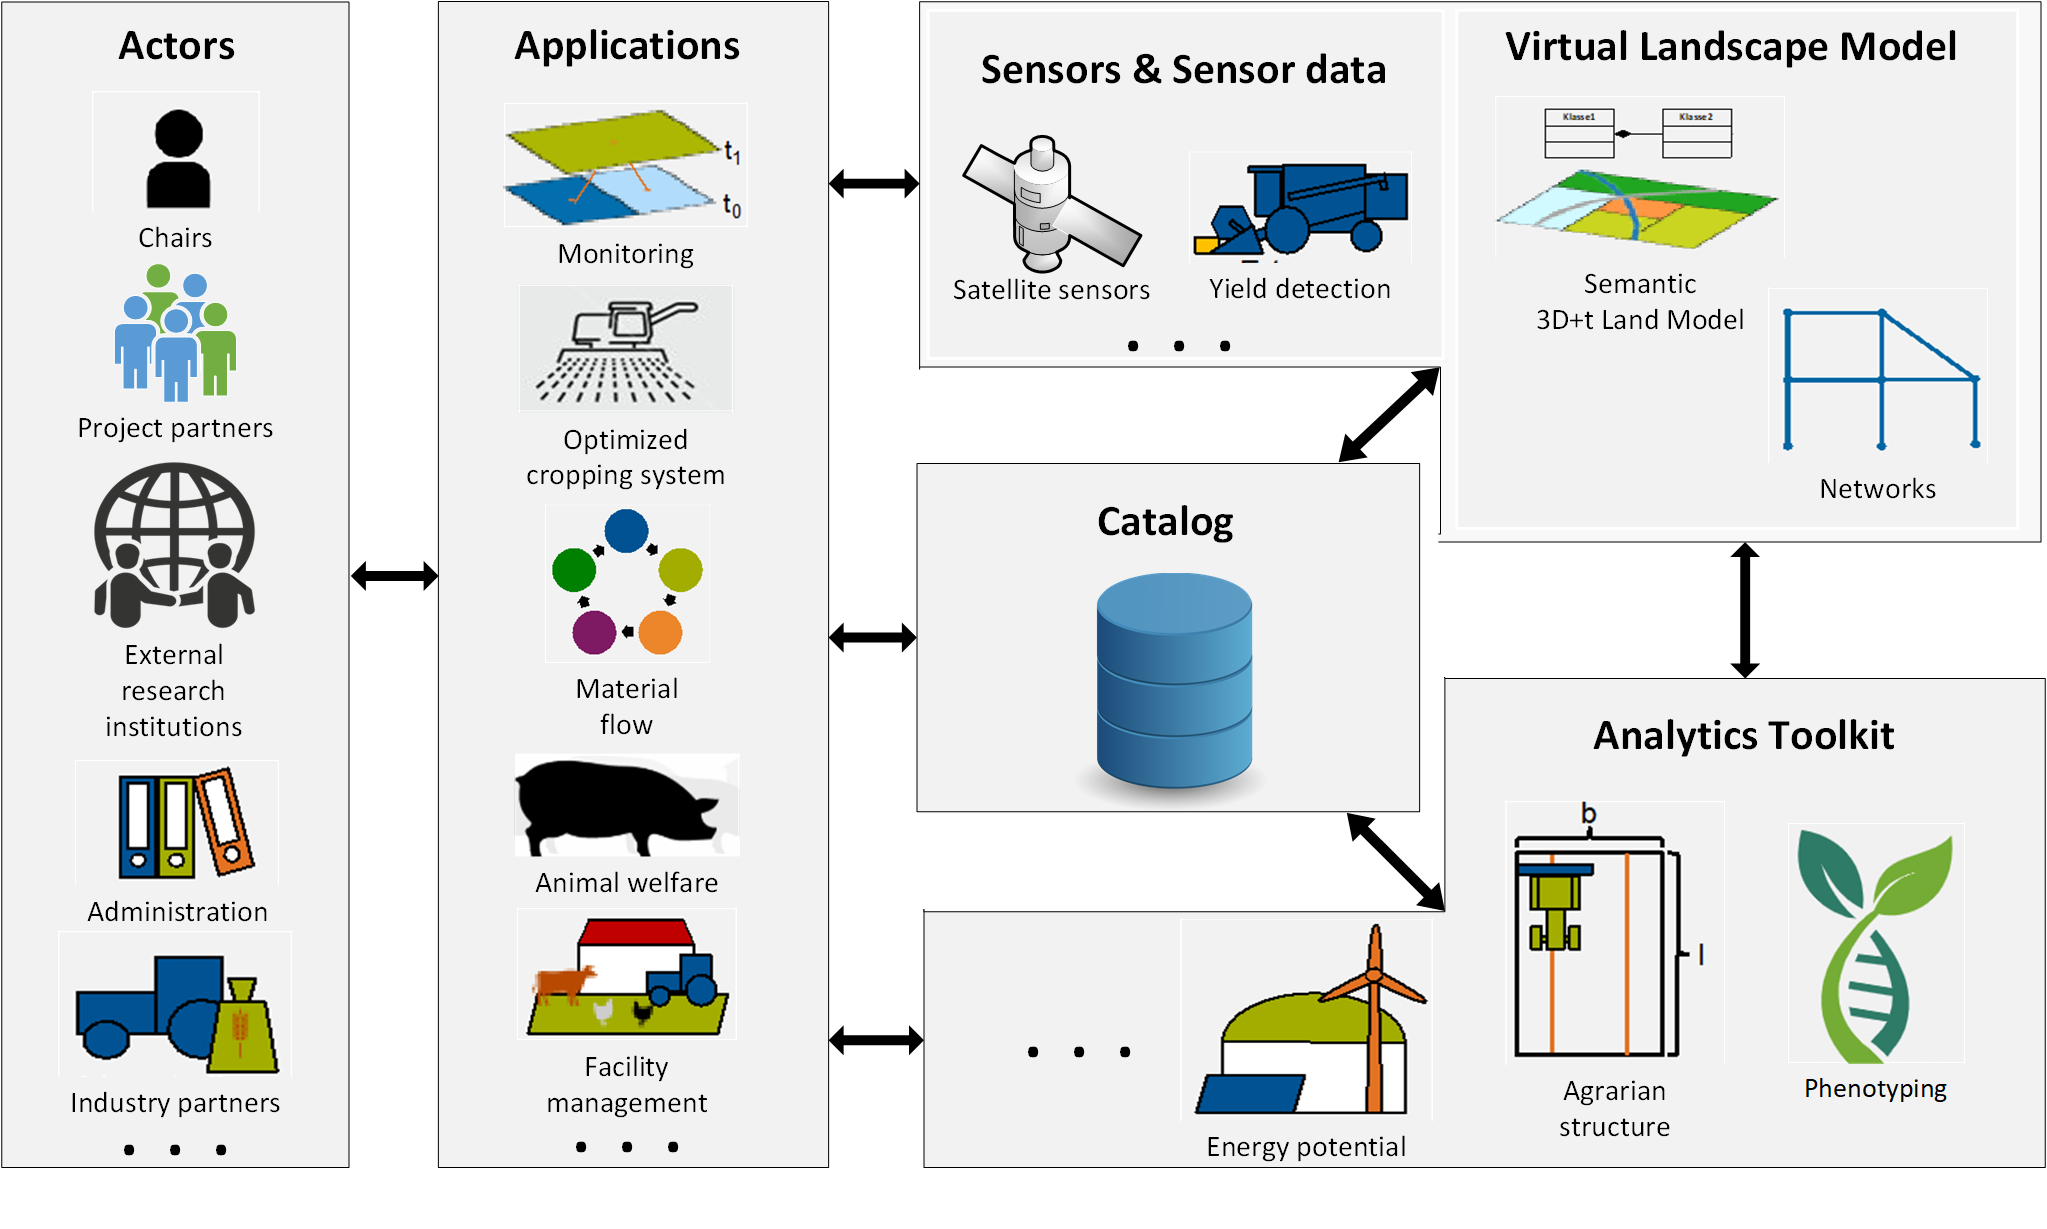 Actors
Chairs
Project partners
External
research
institutions
Administration
Industry partners
. . .
Applications
t1
t0
Monitoring
Optimized
cropping system
Material
flow
Animal welfare
Facility
management
. . .
Sensors & Sensor data
Satellite sensors
Yield detection
. . .
Virtual Landscape Model
Klasse1
Klasse2
Semantic
3D+t Land Model
Networks
Catalog
Analytics Toolkit
b
l
Agrarian
structure
Phenotyping
. . .
Energy potential